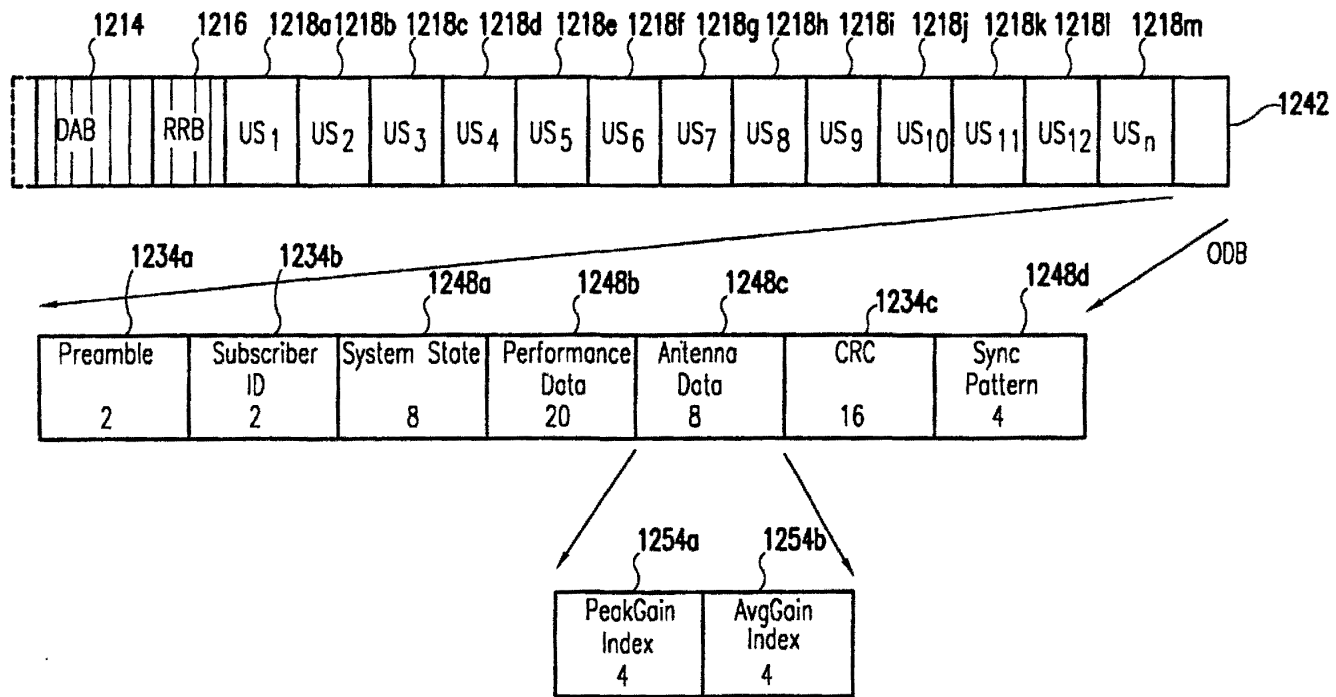 1214 1216 1218a 1218b 1218c 1218d 1218e 1218f 1218g 1218h 1218i 1218j 1218k 1218l 1218m
DAB RRB US1 US2 US3 US4 US5 US6 US7 US8 US9 US10 US11 US12 USn
1242
ODB
1234a 1234b 1248a 1248b 1248c 1234c 1248d
Preamble Subscriber System State Performance Antenna CRC Sync
ID Data Data Pattern
2 2 8 20 8 16 4
1254a 1254b
PeakGain AvgGain
Index Index
4 4